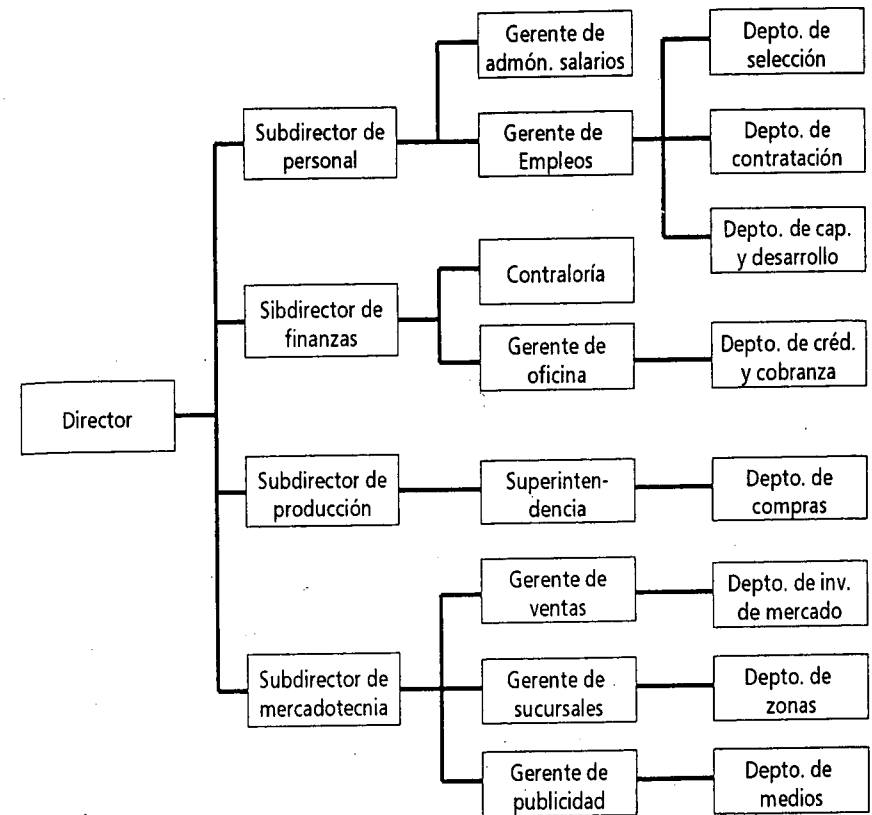 Director
Subdirector de
personal
Gerente de
admón. salarios
Gerente de
Empleos
Depto. de
selección
Depto. de
contratación
Depto. de cap.
y desarrollo
Sibdirector de
finanzas
Contraloría
Gerente de
oficina
Depto. de créd.
y cobranza
Subdirector de
producción
Superinten-
dencia
Depto. de
compras
Subdirector de
mercadotecnia
Gerente de
ventas
Depto. de inv.
de mercado
Gerente de
sucursales
Depto. de
zonas
Gerente de
publicidad
Depto. de
medios